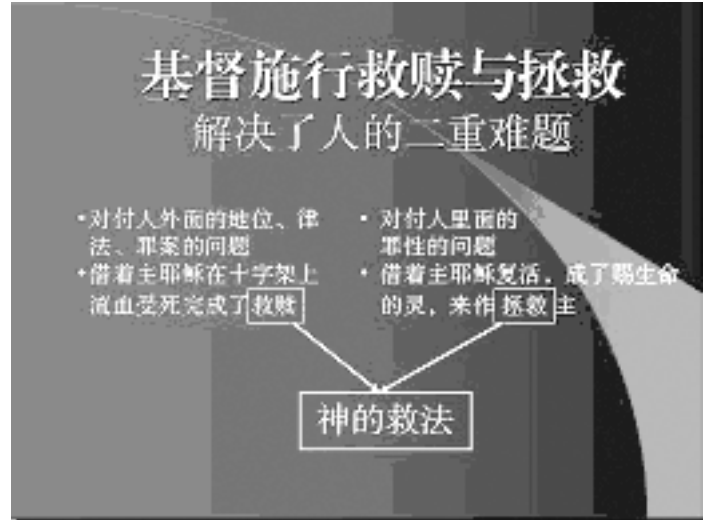 基督施行救赎与拯救
解决了人的二重难题
•对付人外面的地位、律
法、罪案的问题
•借着主耶稣在十字架上
流血受死完成了救赎
• 对付人里面的
罪性的问题
• 借着主耶稣复活，成了赐生命
的灵，来作拯救主
神的救法